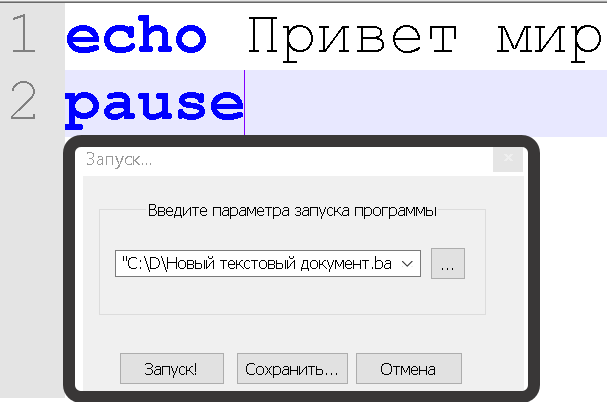 1 echo Привет мир
2 pause
Запуск...
Введите параметра запуска программы
"C:\D\Новый текстовый документ.ba
...
Запуск! Сохранить... Отмена